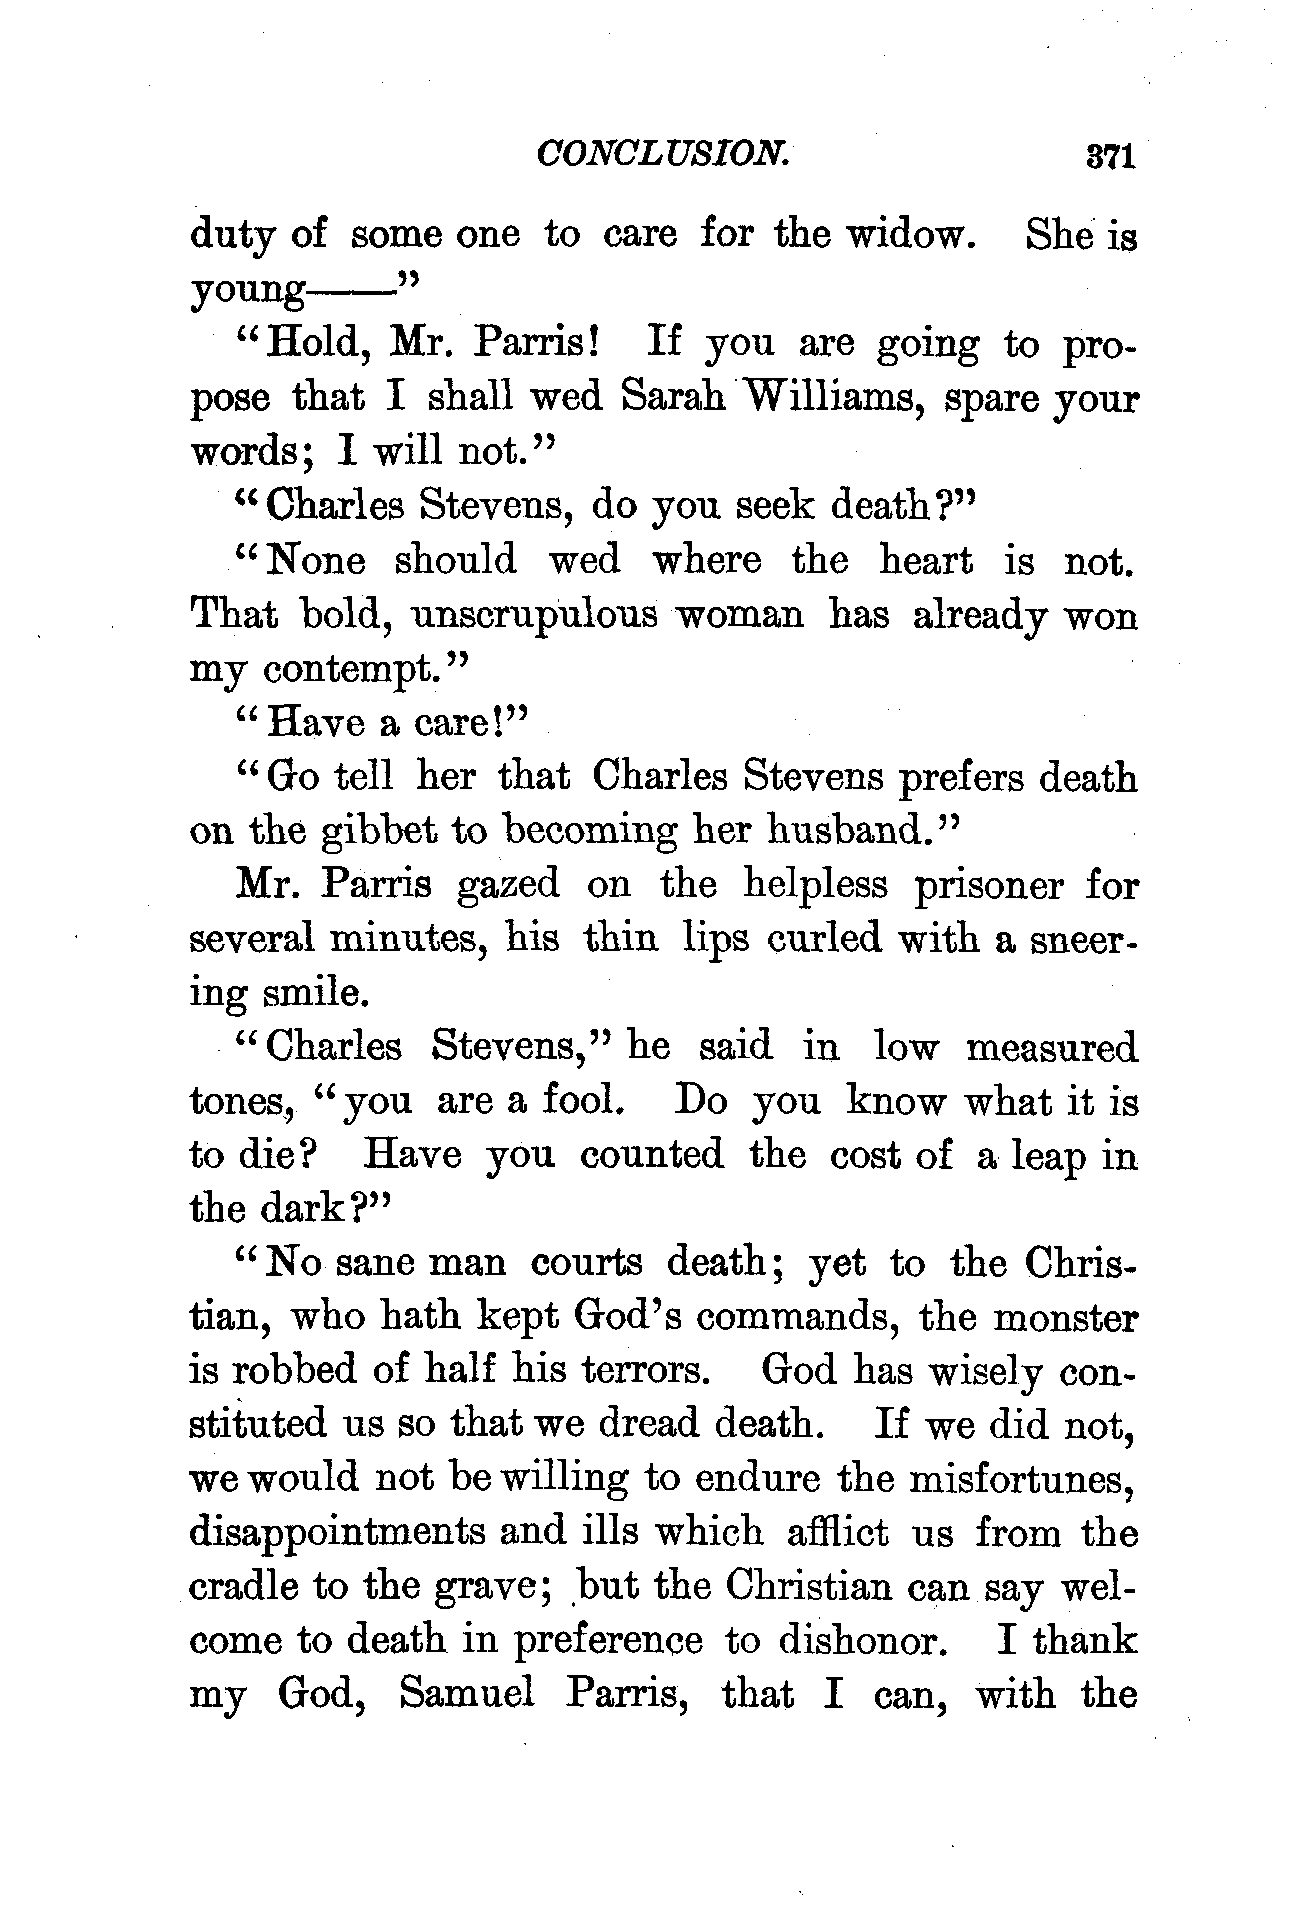 CONCLUSION. 371
duty of some one to care for the widow. She is
young——"
"Hold, Mr. Parris! If you are going to pro-
pose that I shall wed Sarah Williams, spare your
words; I will not."
"Charles Stevens, do you seek death?"
"None should wed where the heart is not.
That bold, unscrupulous woman has already won
my contempt."
"Have a care!"
"Go tell her that Charles Stevens prefers death
on the gibbet to becoming her husband."
Mr. Parris gazed on the helpless prisoner for
several minutes, his thin lips curled with a sneer-
ing smile.
"Charles Stevens," he said in low measured
tones, "you are a fool. Do you know what it is
to die? Have you counted the cost of a leap in
the dark?"
"No sane man courts death; yet to the Chris-
tian, who hath kept God's commands, the monster
is robbed of half his terrors. God has wisely con-
stituted us so that we dread death. If we did not,
we would not be willing to endure the misfortunes,
disappointments and ills which afflict us from the
cradle to the grave; but the Christian can say wel-
come to death in preference to dishonor. I thank
my God, Samuel Parris, that I can, with the